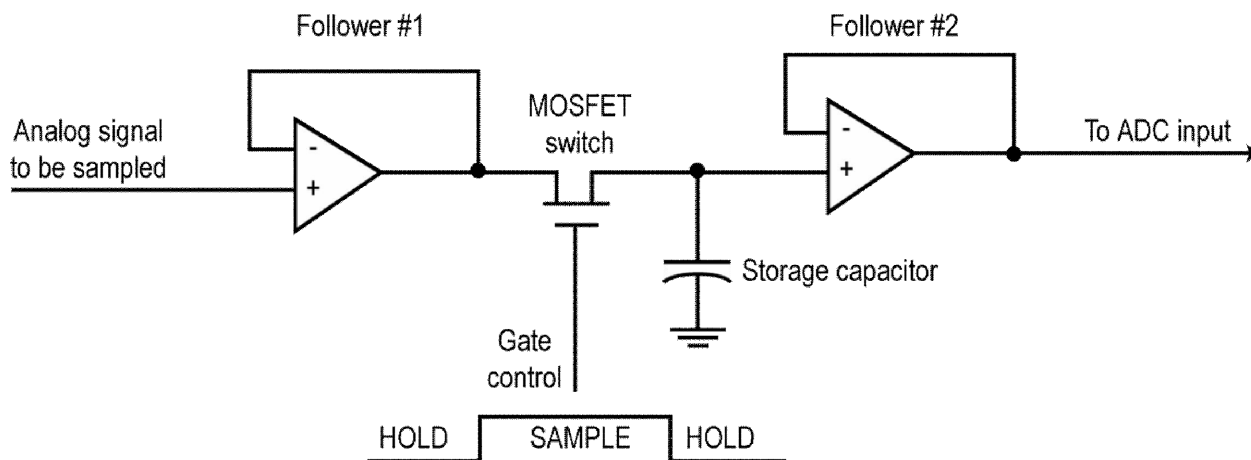 Follower #1
Follower #2
MOSFET
switch
Analog signal
to be sampled
-
+
-
+
To ADC input
Storage capacitor
Gate
control
HOLD SAMPLE HOLD